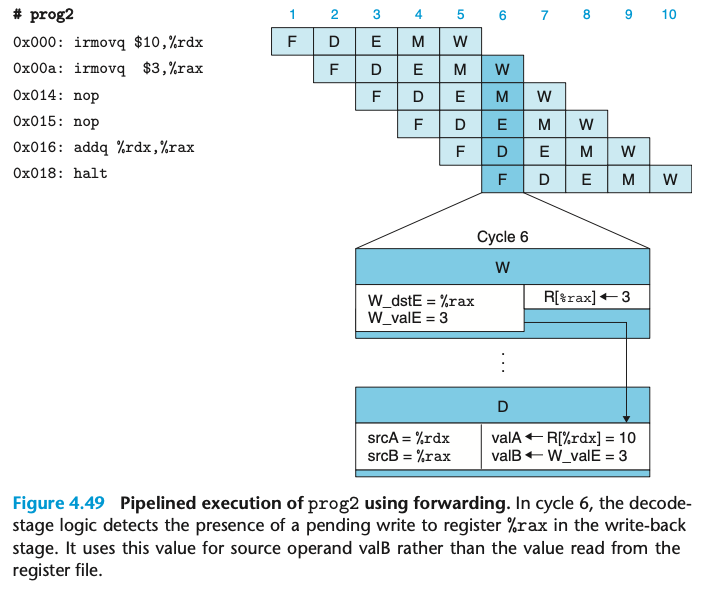 # prog2 1 2 3 4 5 6 7 8 9 10
0x000: irmovq $10,%rdx F D E M W
0x00a: irmovq  $3,%rax F D E M W
0x014: nop F D E M W
0x015: nop F D E M W
0x016: addq %rdx,%rax F D E M W
0x018: halt F D E M W
Cycle 6
W
W_dstE = %rax
W_valE = 3
R[%rax] ← 3
⋮
D
srcA = %rdx
srcB = %rax
valA ← R[%rdx] = 10
valB ← W_valE = 3
Figure 4.49 Pipelined execution of prog2 using forwarding. In cycle 6, the decode-
stage logic detects the presence of a pending write to register %rax in the write-back
stage. It uses this value for source operand valB rather than the value read from the
register file.